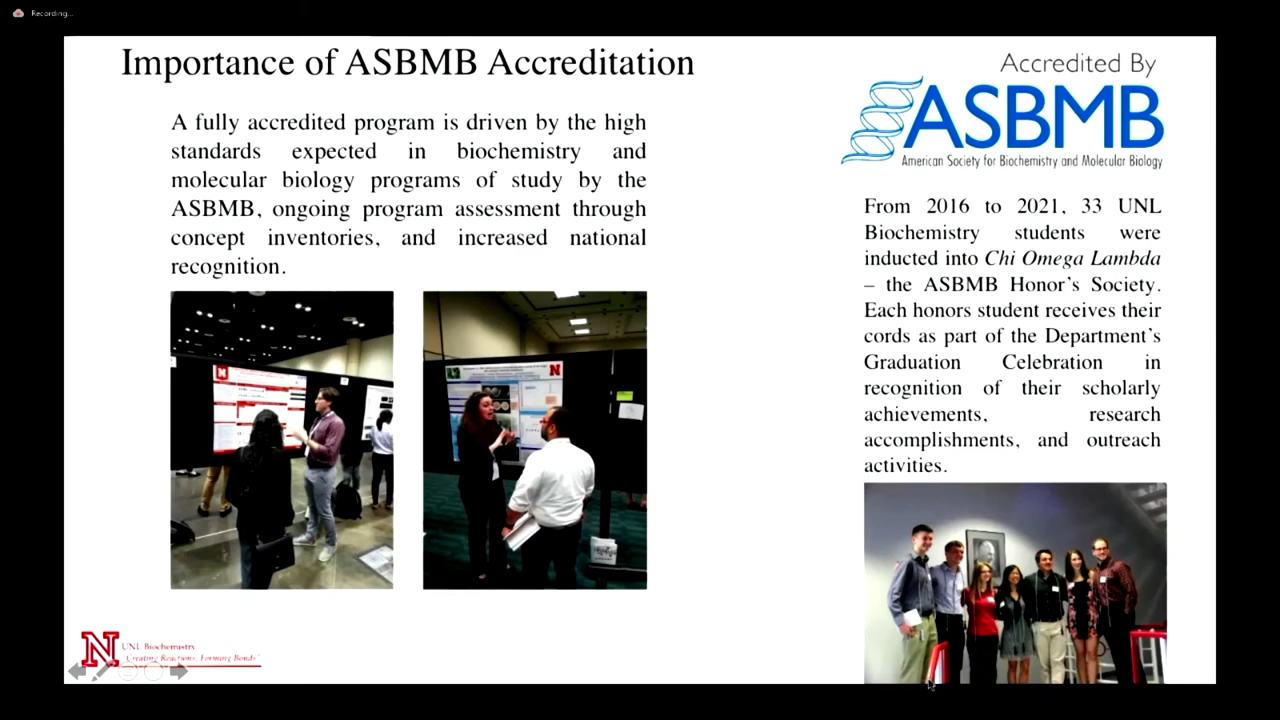 Recording...
Importance of ASBMB Accreditation
A fully accredited program is driven by the high
standards expected in biochemistry and
molecular biology programs of study by the
ASBMB, ongoing program assessment through
concept inventories, and increased national
recognition.
Accredited By
ASBMB
American Society for Biochemistry and Molecular Biology
From 2016 to 2021, 33 UNL
Biochemistry students were
inducted into Chi Omega Lambda
– the ASBMB Honor's Society.
Each honors student receives their
cords as part of the Department's
Graduation Celebration in
recognition of their scholarly
achievements, research
accomplishments, and outreach
activities.
N
UNL Biochemistry
"Creating Reactions, Forming Bonds"